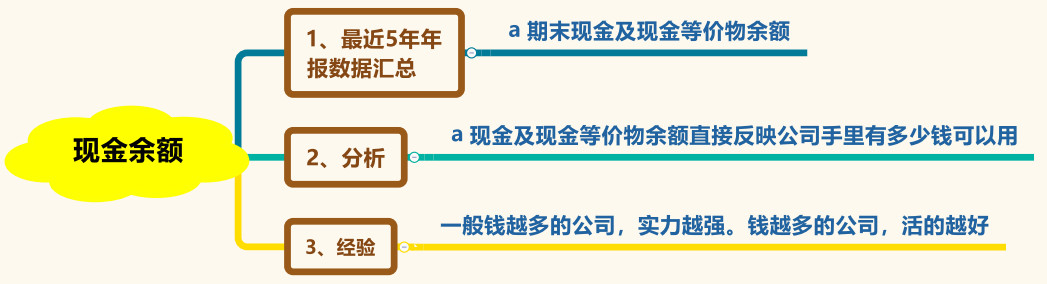 现金余额
1、最近5年年
报数据汇总
a 期末现金及现金等价物余额
2、分析
a 现金及现金等价物余额直接反映公司手里有多少钱可以用
3、经验
一般钱越多的公司，实力越强。钱越多的公司，活的越好